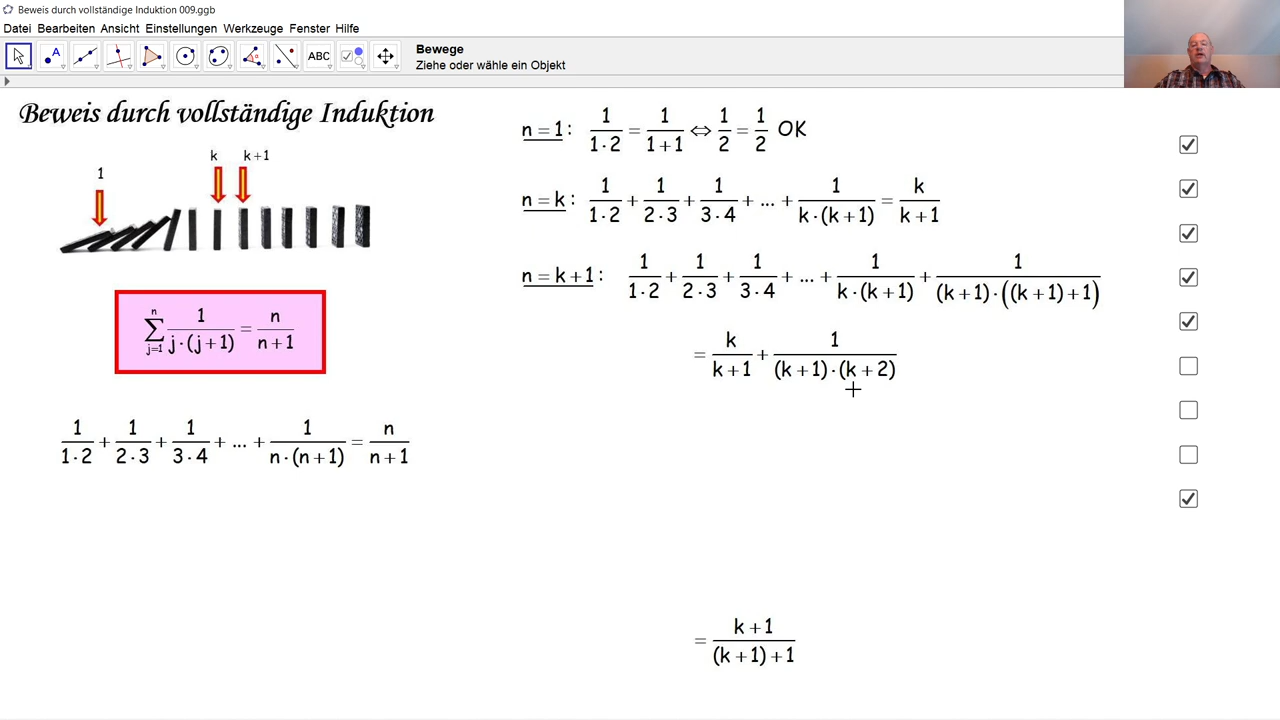 Beweis durch vollständige Induktion 009.ggb
Datei Bearbeiten Ansicht Einstellungen Werkzeuge Fenster Hilfe
A
ABC
Bewege
Ziehe oder wähle ein Objekt
Beweis durch vollständige Induktion
1 k k+1
∑_{j=1}^{n} 1/(j·(j+1)) = n/(n+1)
1/(1·2) + 1/(2·3) + 1/(3·4) + ... + 1/(n·(n+1)) = n/(n+1)
n=1: 1/(1·2) = 1/(1+1) ⇔ 1/2 = 1/2 OK
n=k: 1/(1·2) + 1/(2·3) + 1/(3·4) + ... + 1/(k·(k+1)) = k/(k+1)
n=k+1: 1/(1·2) + 1/(2·3) + 1/(3·4) + ... + 1/(k·(k+1)) + 1/((k+1)·((k+1)+1))
= k/(k+1) + 1/((k+1)·(k+2))
= (k+1)/((k+1)+1)